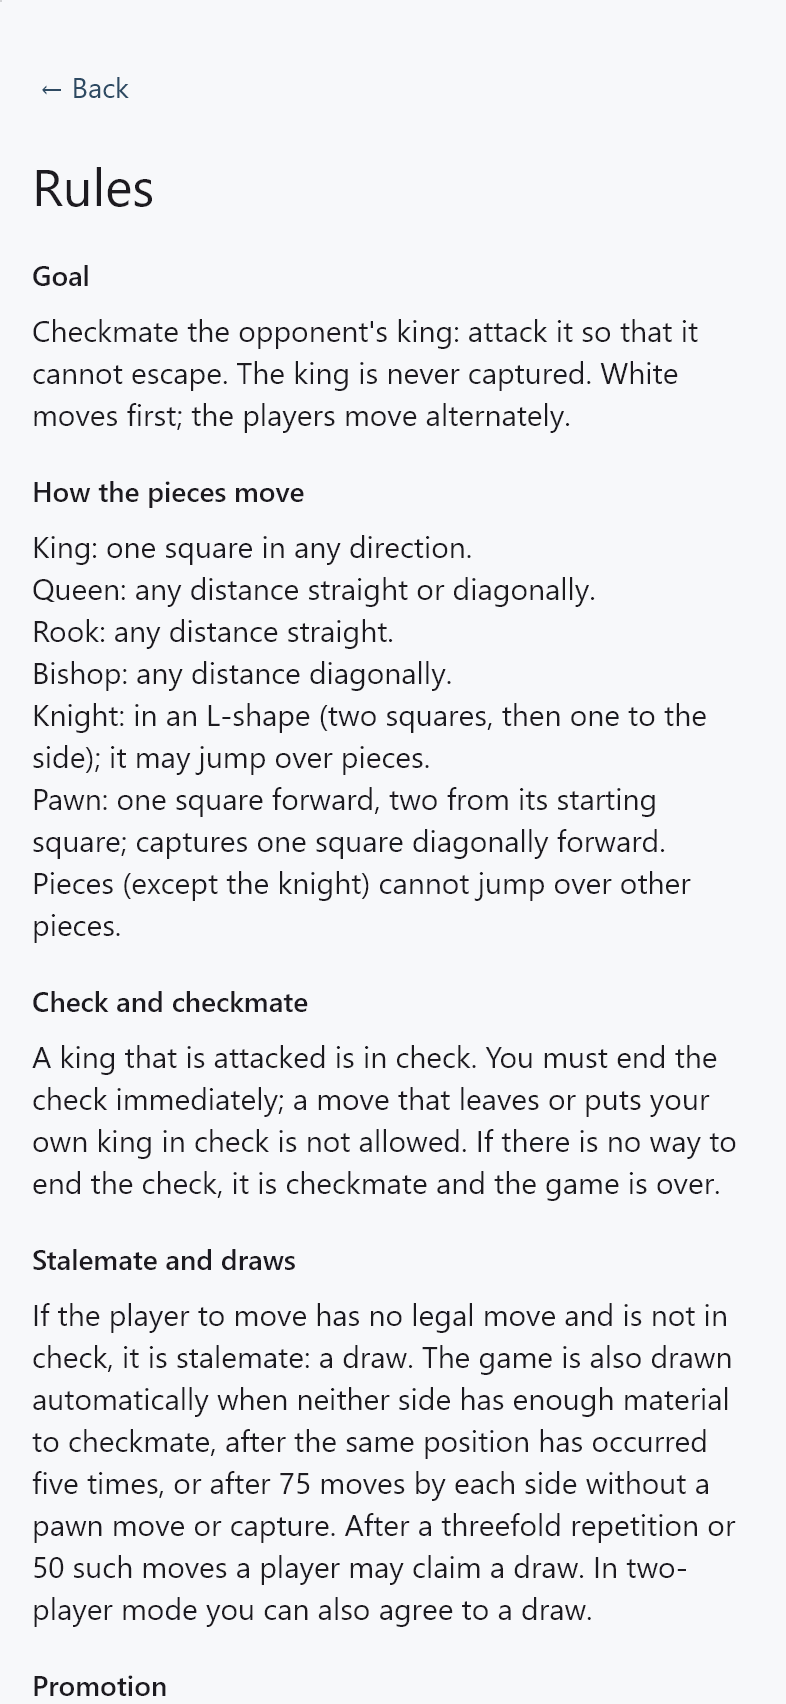 ← Back
Rules
Goal
Checkmate the opponent's king: attack it so that it
cannot escape. The king is never captured. White
moves first; the players move alternately.
How the pieces move
King: one square in any direction.
Queen: any distance straight or diagonally.
Rook: any distance straight.
Bishop: any distance diagonally.
Knight: in an L-shape (two squares, then one to the
side); it may jump over pieces.
Pawn: one square forward, two from its starting
square; captures one square diagonally forward.
Pieces (except the knight) cannot jump over other
pieces.
Check and checkmate
A king that is attacked is in check. You must end the
check immediately; a move that leaves or puts your
own king in check is not allowed. If there is no way to
end the check, it is checkmate and the game is over.
Stalemate and draws
If the player to move has no legal move and is not in
check, it is stalemate: a draw. The game is also drawn
automatically when neither side has enough material
to checkmate, after the same position has occurred
five times, or after 75 moves by each side without a
pawn move or capture. After a threefold repetition or
50 such moves a player may claim a draw. In two-
player mode you can also agree to a draw.
Promotion